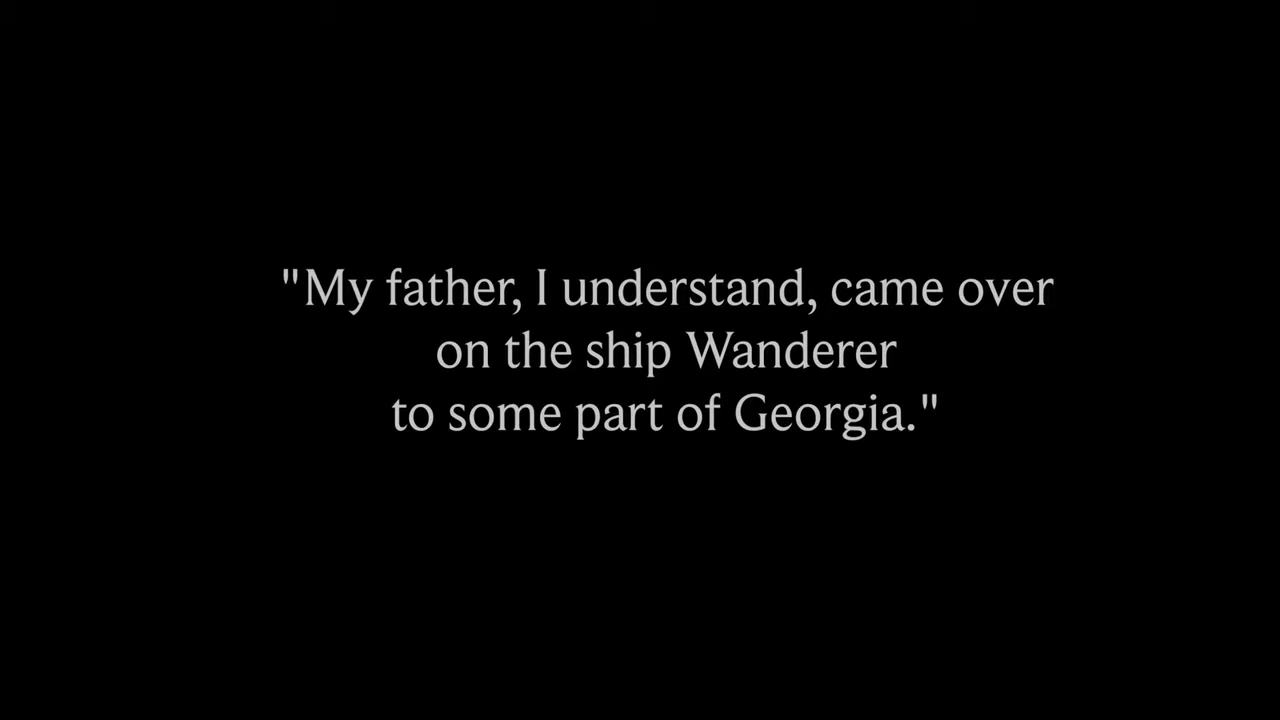 "My father, I understand, came over
on the ship Wanderer
to some part of Georgia."